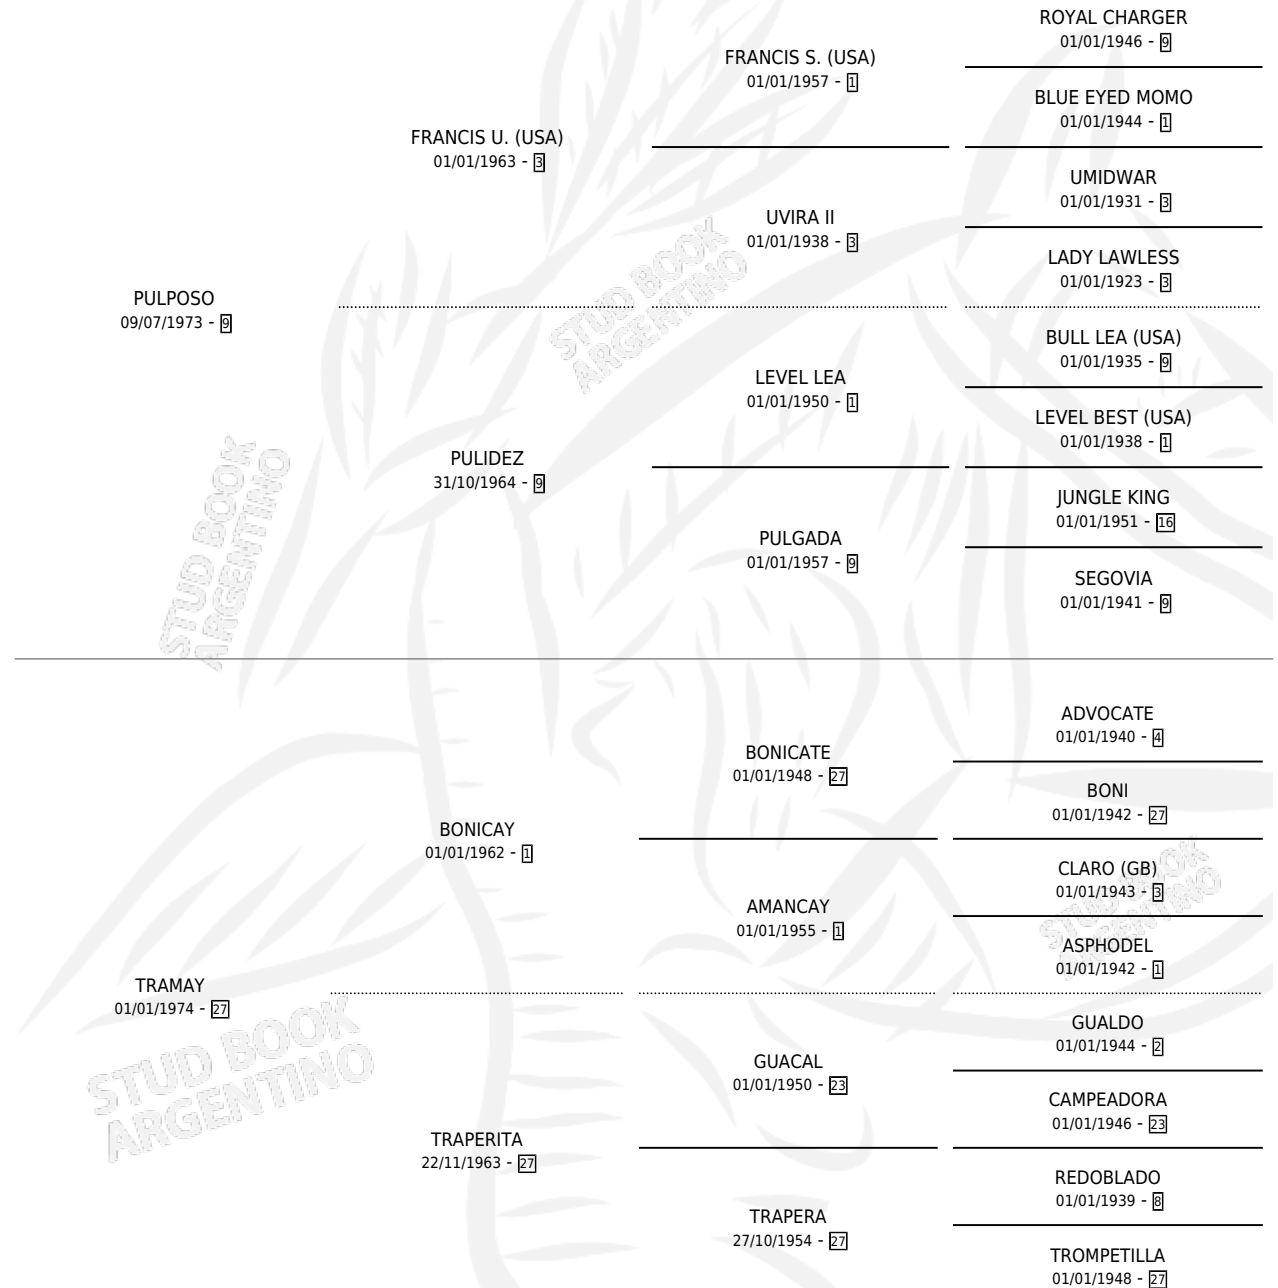 ROYAL CHARGER
01/01/1946 - 9
FRANCIS S. (USA)
01/01/1957 - 1
BLUE EYED MOMO
01/01/1944 - 1
FRANCIS U. (USA)
01/01/1963 - 3
UMIDWAR
01/01/1931 - 3
UVIRA II
01/01/1938 - 3
LADY LAWLESS
01/01/1923 - 3
PULPOSO
09/07/1973 - 9
BULL LEA (USA)
01/01/1935 - 9
LEVEL LEA
01/01/1950 - 1
LEVEL BEST (USA)
01/01/1938 - 1
PULIDEZ
31/10/1964 - 9
JUNGLE KING
01/01/1951 - 16
PULGADA
01/01/1957 - 9
SEGOVIA
01/01/1941 - 9
ADVOCATE
01/01/1940 - 4
BONICATE
01/01/1948 - 27
BONI
01/01/1942 - 27
BONICAY
01/01/1962 - 1
CLARO (GB)
01/01/1943 - 3
AMANCAY
01/01/1955 - 1
ASPHODEL
01/01/1942 - 1
TRAMAY
01/01/1974 - 27
GUALDO
01/01/1944 - 2
GUACAL
01/01/1950 - 23
CAMPEADORA
01/01/1946 - 23
TRAPERITA
22/11/1963 - 27
REDOBLADO
01/01/1939 - 8
TRAPERA
27/10/1954 - 27
TROMPETILLA
01/01/1948 - 27
STUD BOOK
ARGENTINO
STUD BOOK
ARGENTINO
STUD BOOK
ARGENTINO
STUD BOOK
ARGENTINO